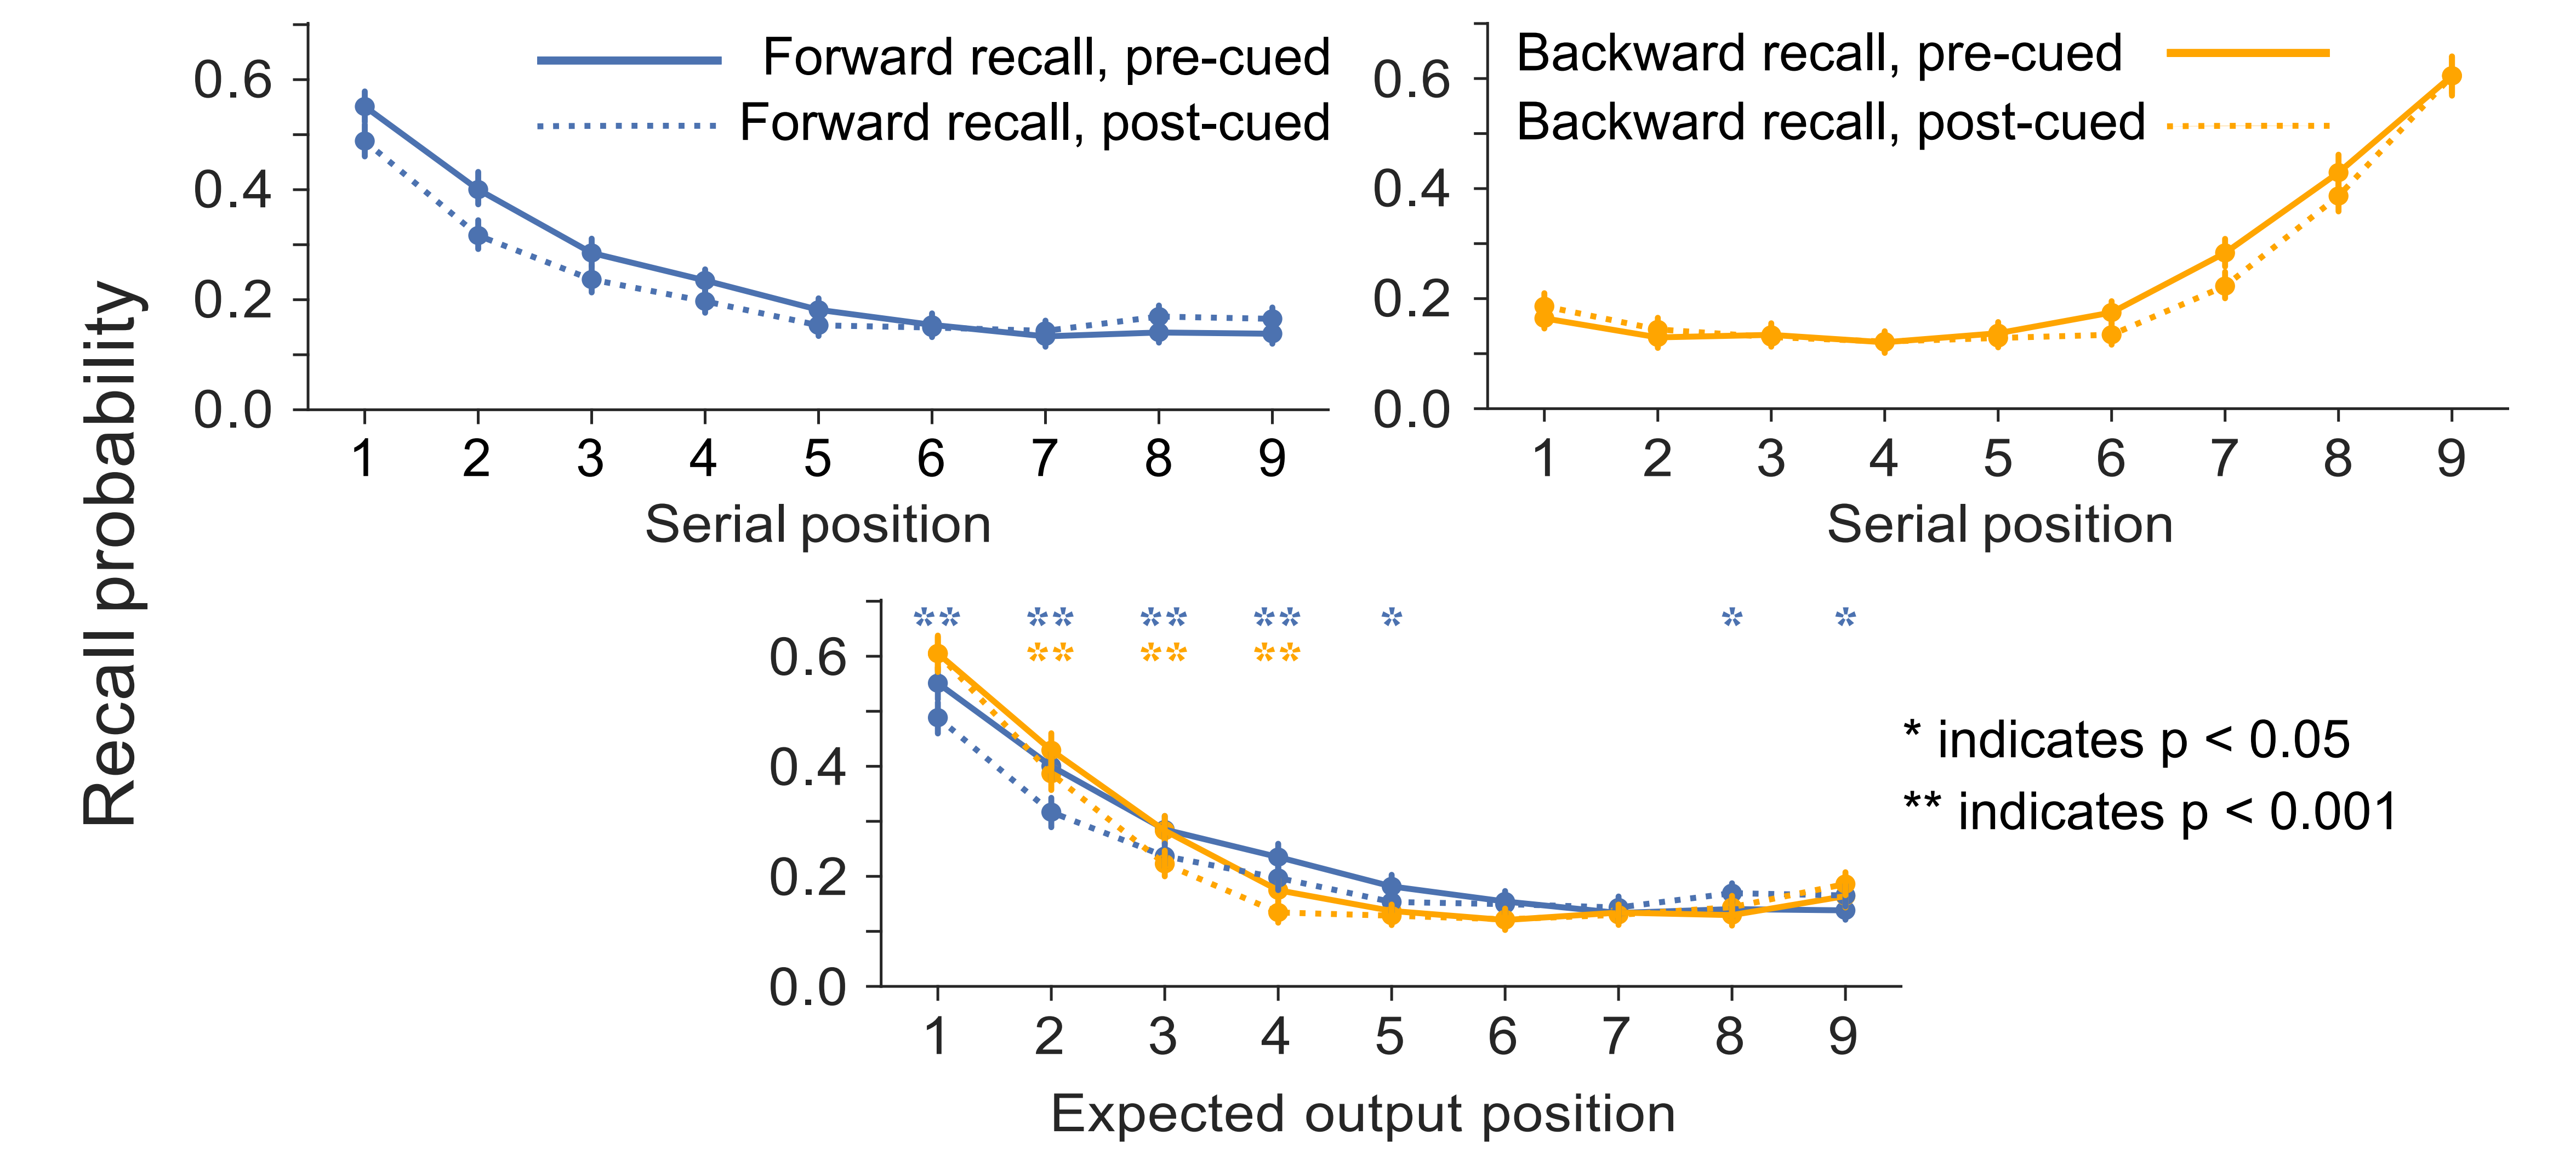 Recall probability
0.6
0.4
0.2
0.0
Forward recall, pre-cued
Forward recall, post-cued
1 2 3 4 5 6 7 8 9
Serial position
0.6
0.4
0.2
0.0
Backward recall, pre-cued
Backward recall, post-cued
1 2 3 4 5 6 7 8 9
Serial position
** ** ** ** * * *
** ** **
0.6
0.4
0.2
0.0
1 2 3 4 5 6 7 8 9
Expected output position
* indicates p < 0.05
** indicates p < 0.001